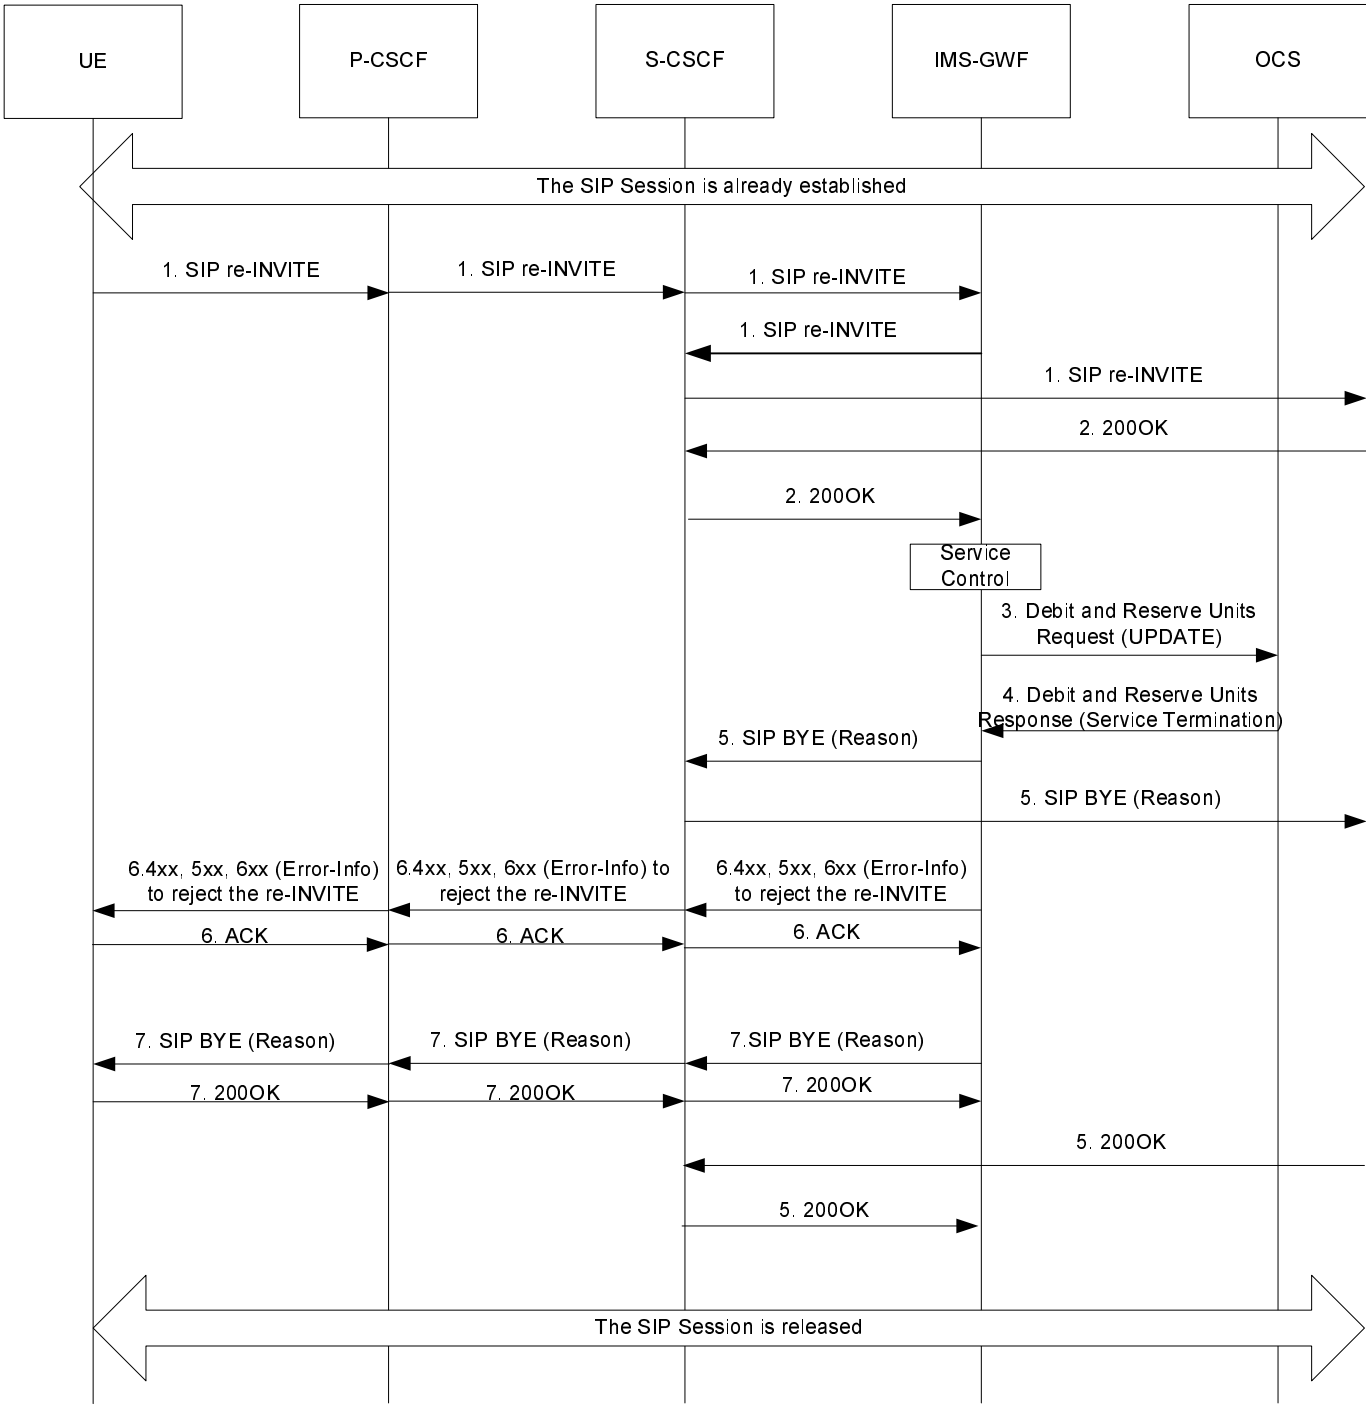 UE
P-CSCF
S-CSCF
IMS-GWF
OCS
The SIP Session is already established
1. SIP re-INVITE
1. SIP re-INVITE
1. SIP re-INVITE
1. SIP re-INVITE
1. SIP re-INVITE
2. 200OK
2. 200OK
Service
Control
3. Debit and Reserve Units
Request (UPDATE)
4. Debit and Reserve Units
Response (Service Termination)
5. SIP BYE (Reason)
5. SIP BYE (Reason)
6.4xx, 5xx, 6xx (Error-Info)
to reject the re-INVITE
6.4xx, 5xx, 6xx (Error-Info) to
reject the re-INVITE
6.4xx, 5xx, 6xx (Error-Info)
to reject the re-INVITE
6. ACK
6. ACK
6. ACK
7. SIP BYE (Reason)
7. SIP BYE (Reason)
7.SIP BYE (Reason)
7. 200OK
7. 200OK
7. 200OK
5. 200OK
5. 200OK
The SIP Session is released